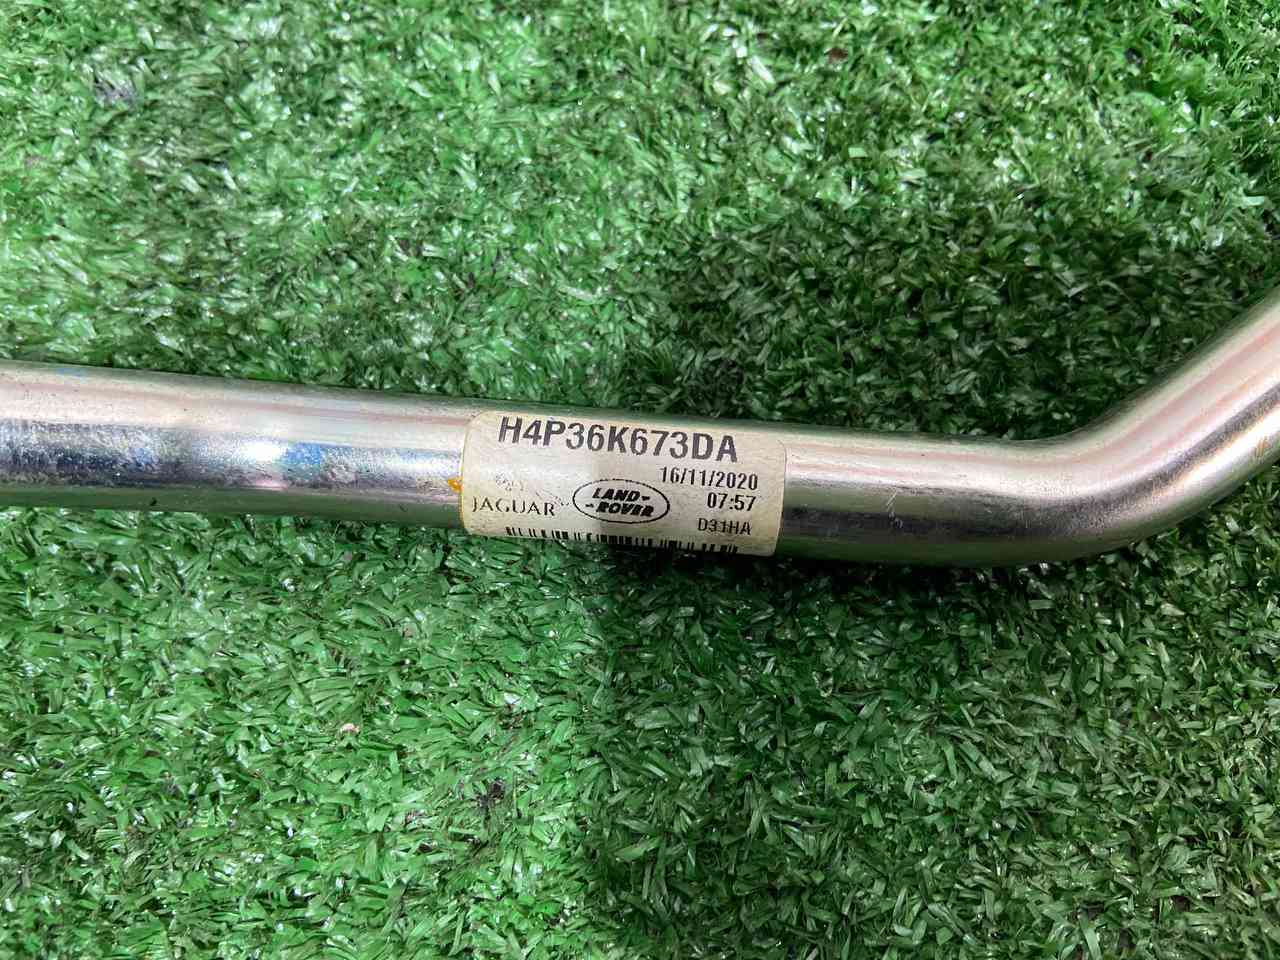 H4P36K673DA
16/11/2020
JAGUAR LAND-ROVER 07:57
D31HA